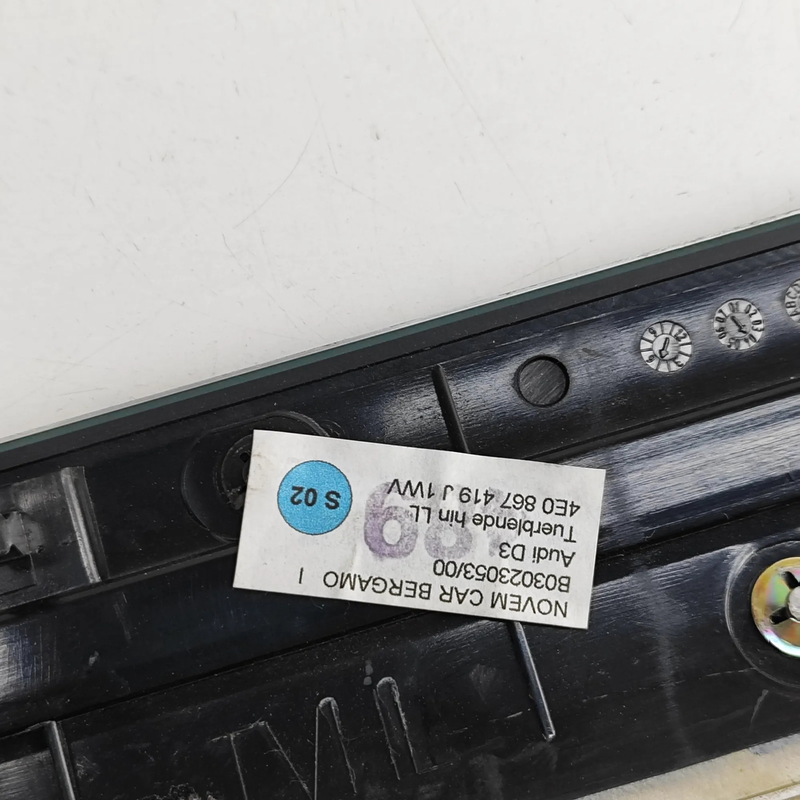 NOVEM CAR BERGAMO I
B03023053/00
Audi D3
Tuerblende hin LL
4E0 867 419 J 1WV
S 02